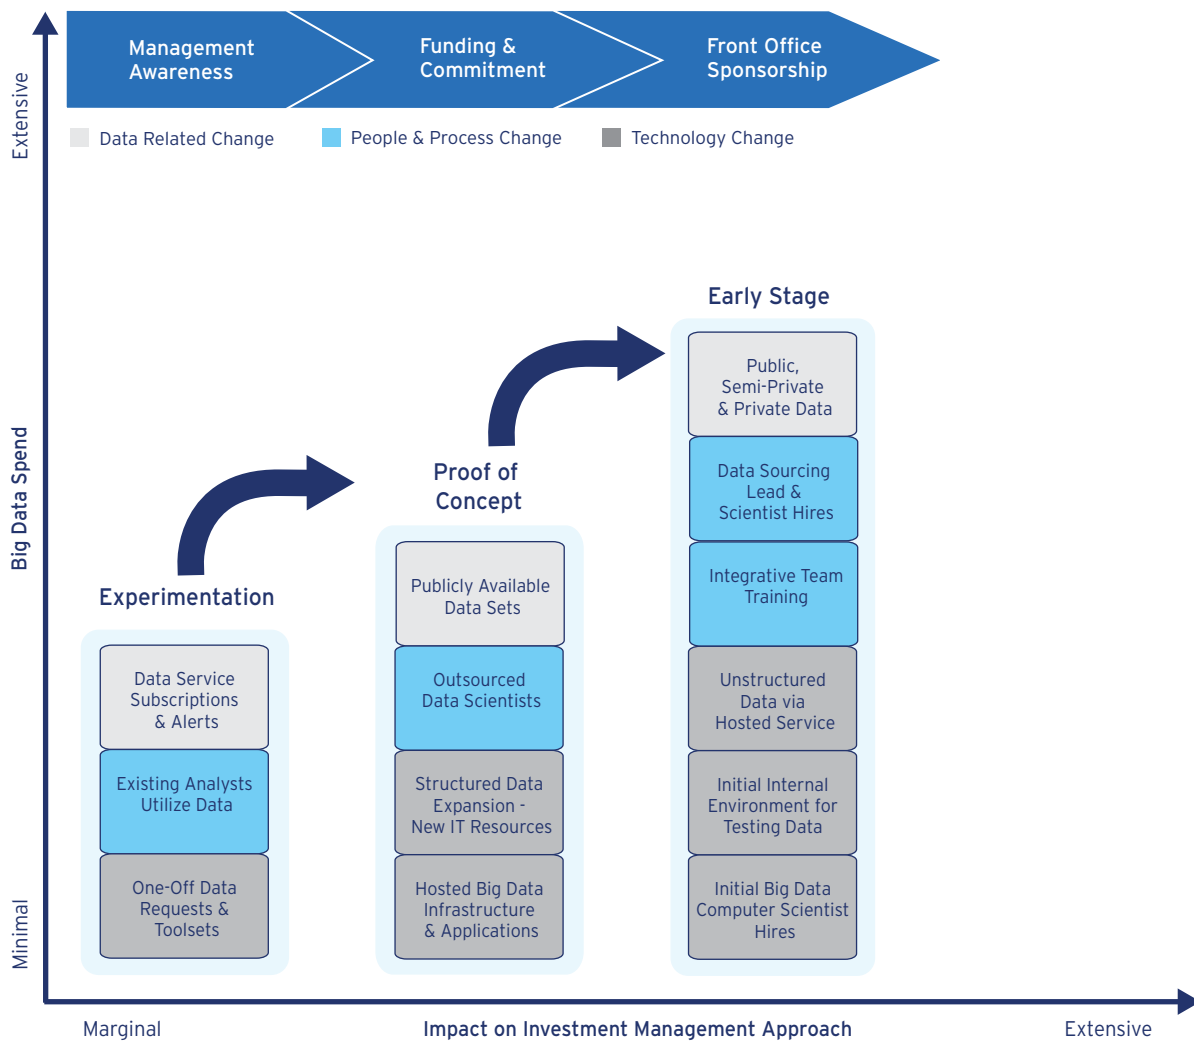 Management
Awareness
Funding &
Commitment
Front Office
Sponsorship
Extensive
Data Related Change
People & Process Change
Technology Change
Early Stage
Public,
Semi-Private
& Private Data
Data Sourcing
Lead &
Scientist Hires
Integrative Team
Training
Unstructured
Data via
Hosted Service
Initial Internal
Environment for
Testing Data
Initial Big Data
Computer Scientist
Hires
Proof of
Concept
Publicly Available
Data Sets
Outsourced
Data Scientists
Structured Data
Expansion -
New IT Resources
Hosted Big Data
Infrastructure
& Applications
Big Data Spend
Experimentation
Data Service
Subscriptions
& Alerts
Existing Analysts
Utilize Data
One-Off Data
Requests &
Toolsets
Minimal
Marginal
Impact on Investment Management Approach
Extensive